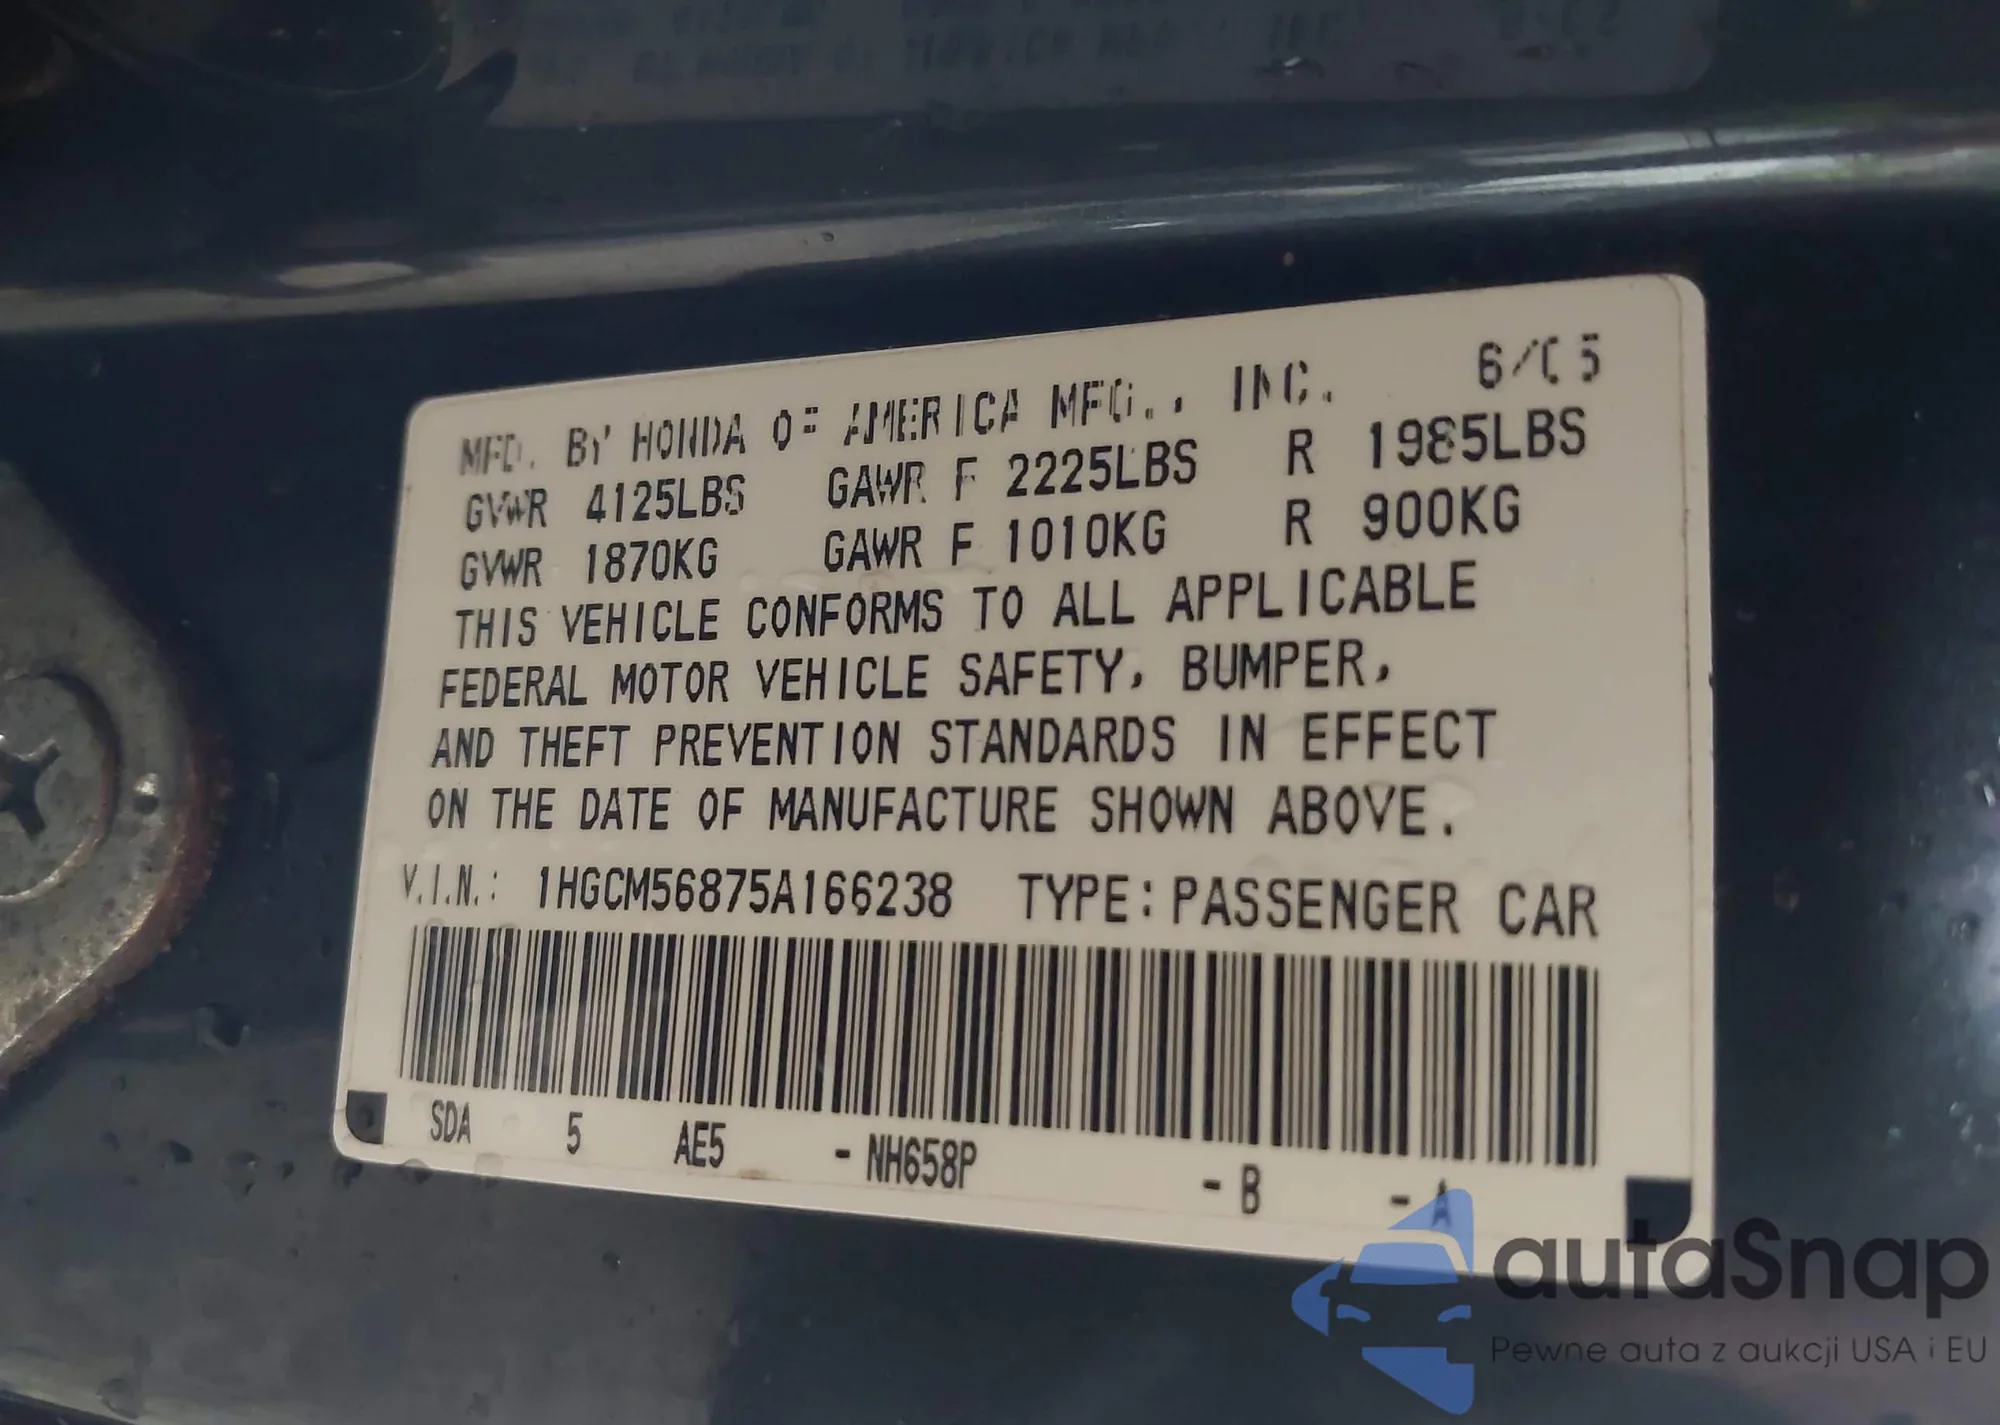 MFD. BY HONDA OF AMERICA MFG., INC. 6/05
GVWR 4125LBS GAWR F 2225LBS R 1985LBS
GVWR 1870KG GAWR F 1010KG R 900KG
THIS VEHICLE CONFORMS TO ALL APPLICABLE
FEDERAL MOTOR VEHICLE SAFETY, BUMPER,
AND THEFT PREVENTION STANDARDS IN EFFECT
ON THE DATE OF MANUFACTURE SHOWN ABOVE.
V.I.N.: 1HGCM56875A166238 TYPE: PASSENGER CAR
SDA 5 AE5 - NH658P - B - A
autaSnap
Pewne auta z aukcji USA i EU